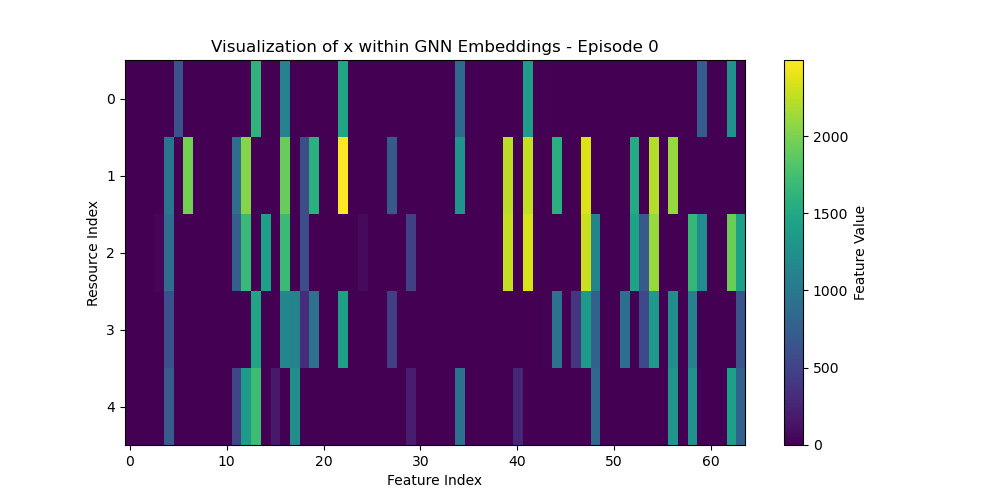 Visualization of x within GNN Embeddings - Episode 0
Resource Index
0
1
2
3
4
0 10 20 30 40 50 60
Feature Index
2000
1500
1000
500
0
Feature Value